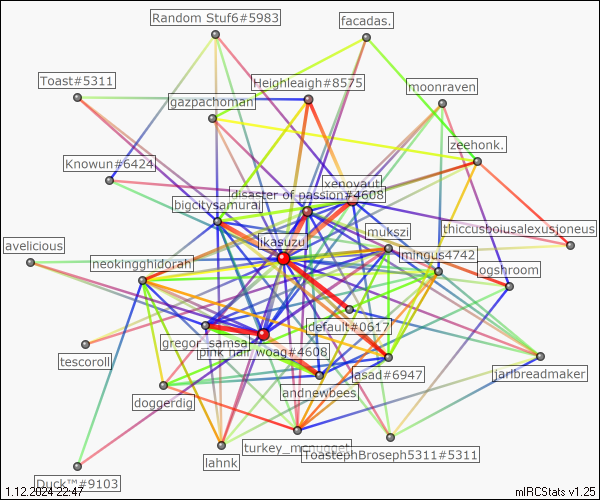 Random Stuf6#5983
facadas.
Toast#5311
Heighleaigh#8575
moonraven
gazpachoman
zeehonk.
Knowun#6424
xenovaut
disaster of passion#4608
bigcitysamurai
thiccusboiusalexusjoneus
mukszi
avelicious
ikasuzu
mingus4742
neokingghidorah
ogshroom
default#0617
gregor_samsa
pink hair woag#4608
tescoroll
jasad#6947
jarlbreadmaker
andnewbees
doggerdig
turkey_mcnugget
ToastephBroseph5311#5311
lahnk
Duck™#9103
1.12.2024 22:47
mIRCStats v1.25